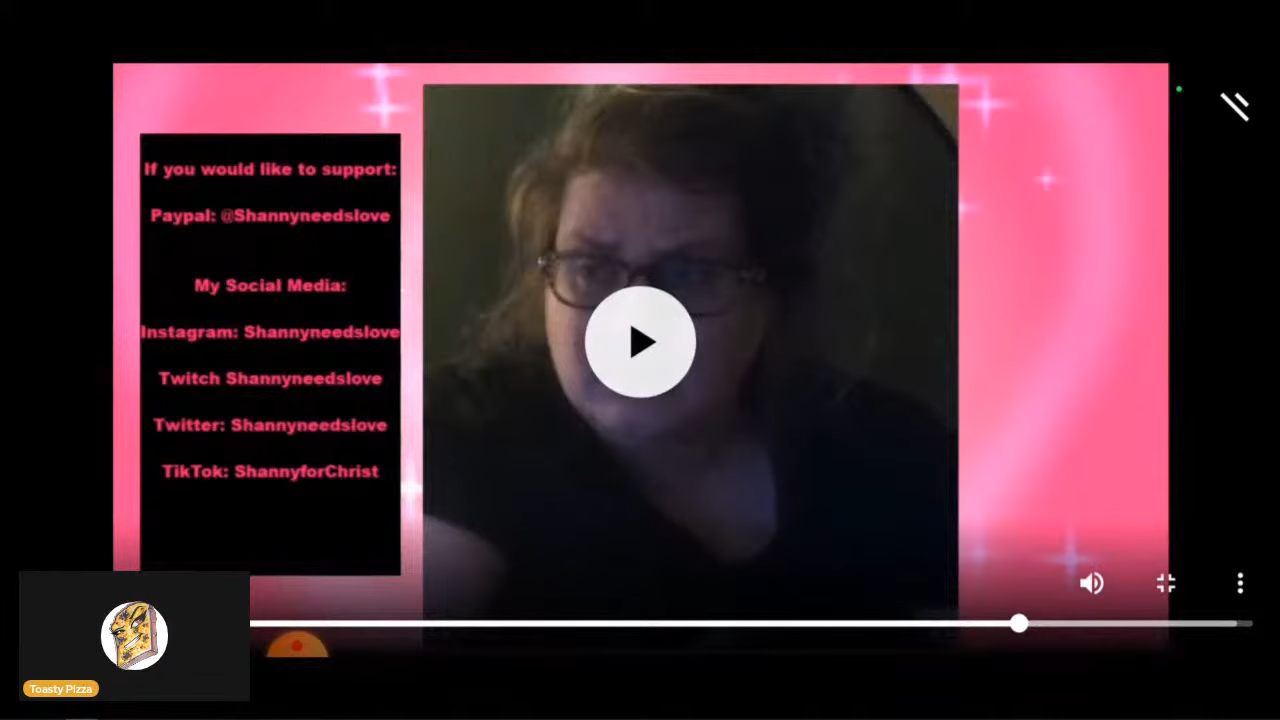 If you would like to support:
Paypal: @Shannyneedslove
My Social Media:
Instagram: Shannyneedslove
Twitch Shannyneedslove
Twitter: Shannyneedslove
TikTok: ShannyforChrist
Toasty Pizza